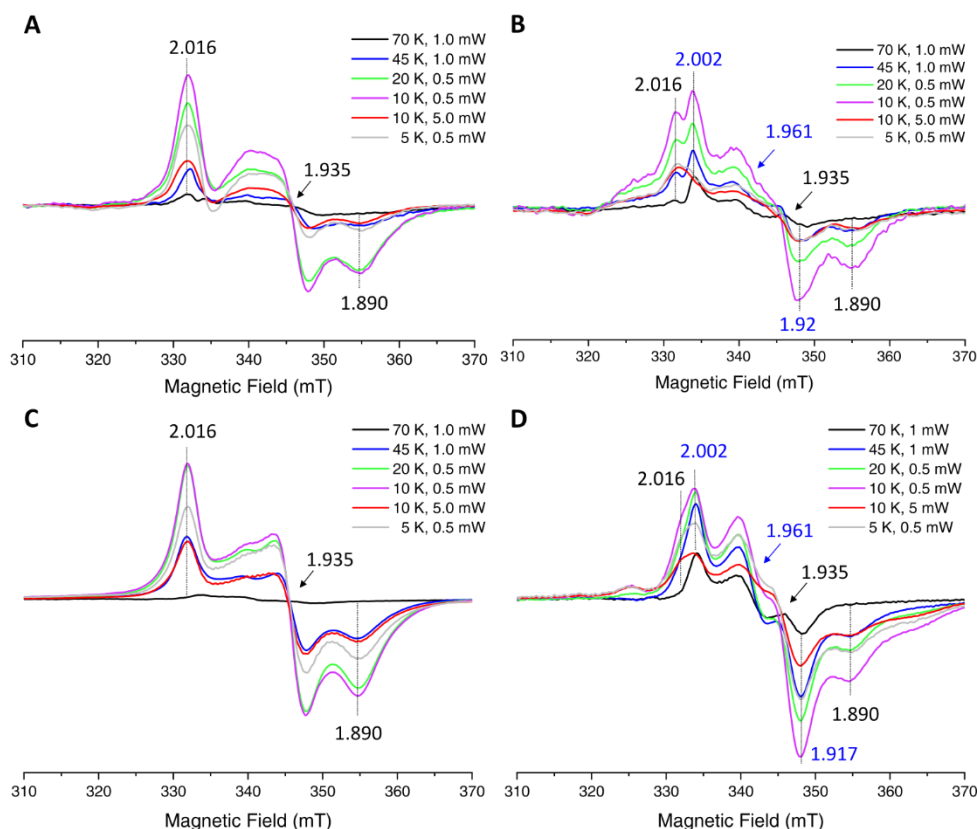 A
2.016
70 K, 1.0 mW
45 K, 1.0 mW
20 K, 0.5 mW
10 K, 0.5 mW
10 K, 5.0 mW
5 K, 0.5 mW
1.935
1.890
310 320 330 340 350 360 370
Magnetic Field (mT)
B
2.016
2.002
70 K, 1.0 mW
45 K, 1.0 mW
20 K, 0.5 mW
10 K, 0.5 mW
10 K, 5.0 mW
5 K, 0.5 mW
1.961
1.935
1.890
1.92
310 320 330 340 350 360 370
Magnetic Field (mT)
C
2.016
70 K, 1.0 mW
45 K, 1.0 mW
20 K, 0.5 mW
10 K, 0.5 mW
10 K, 5.0 mW
5 K, 0.5 mW
1.935
1.890
310 320 330 340 350 360 370
Magnetic Field (mT)
D
2.002
2.016
70 K, 1 mW
45 K, 1 mW
20 K, 0.5 mW
10 K, 0.5 mW
10 K, 5 mW
5 K, 0.5 mW
1.961
1.935
1.890
1.917
310 320 330 340 350 360 370
Magnetic Field (mT)